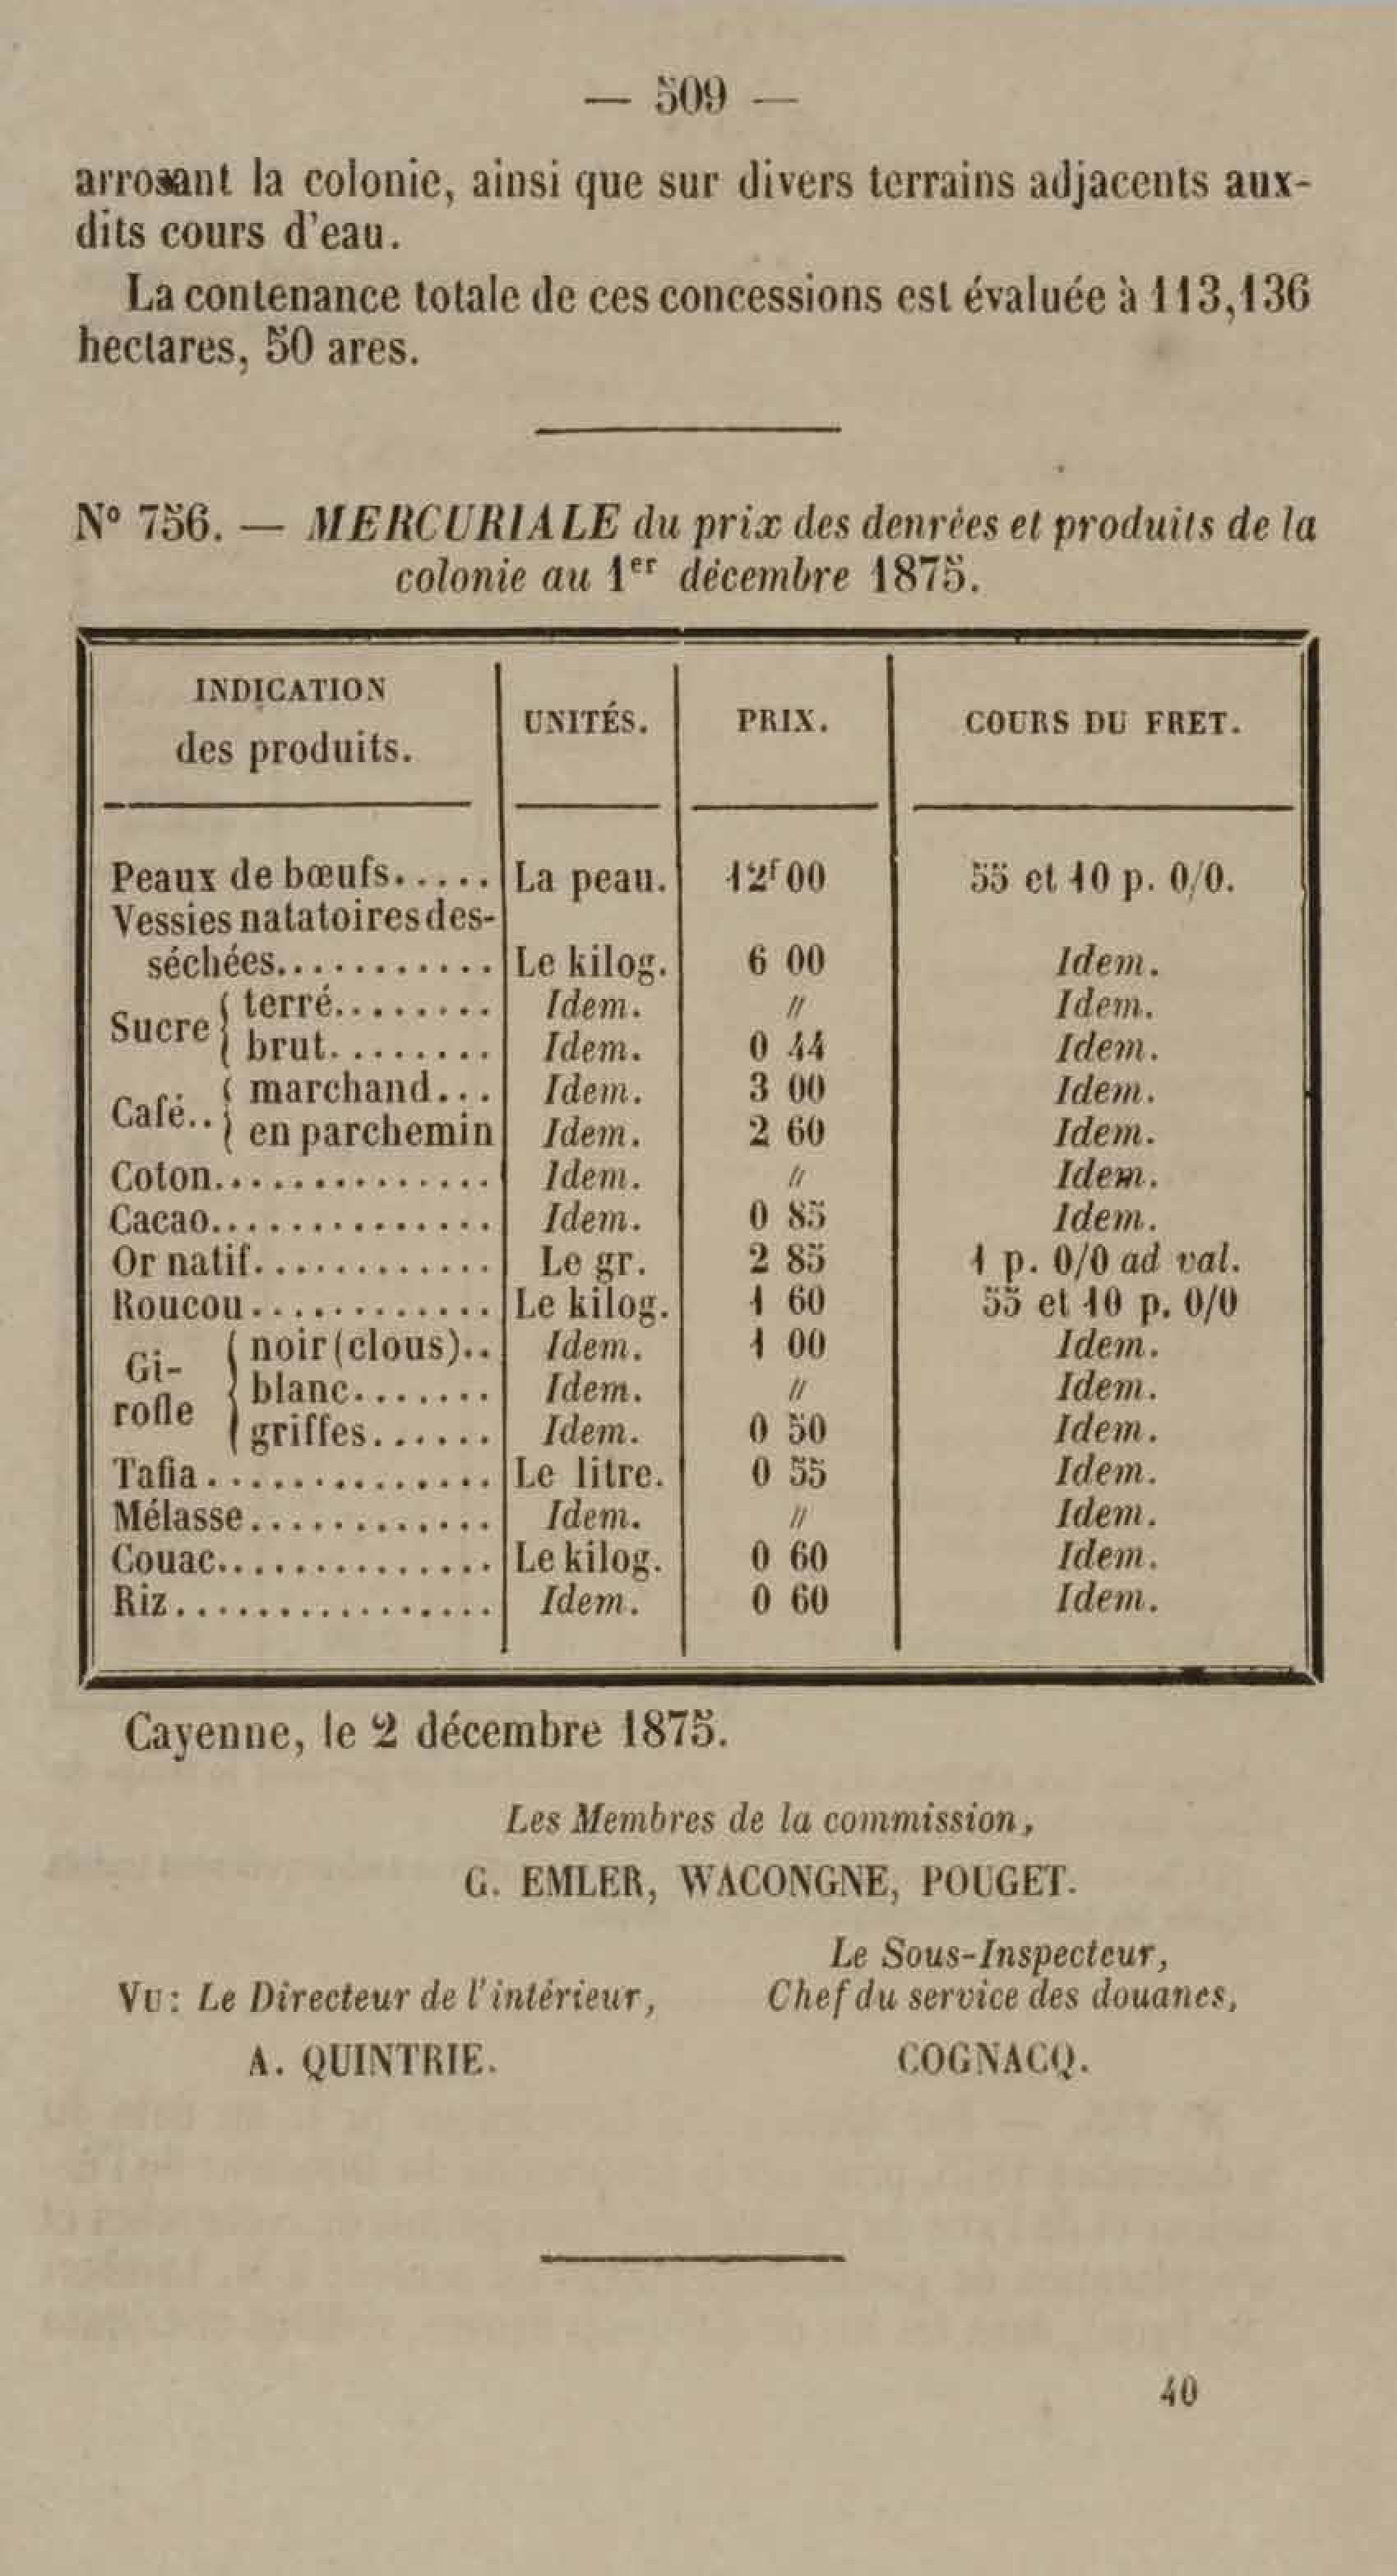 — 509 —
arrosant la colonie, ainsi que sur divers terrains adjacents aux-
dits cours d'eau.
La contenance totale de ces concessions est évaluée à 113,136
hectares, 50 ares.
N° 756. — MERCURIALE du prix des denrées et produits de la
colonie au 1er décembre 1875.
INDICATION des produits. UNITÉS. PRIX. COURS DU FRET.
Peaux de bœufs..... La peau. 12f 00 55 et 10 p. 0/0.
Vessies natatoires des-
séchées............ Le kilog. 6 00 Idem.
Sucre { terré........ Idem. // Idem.
{ brut........ Idem. 0 44 Idem.
Café.. { marchand... Idem. 3 00 Idem.
{ en parchemin Idem. 2 60 Idem.
Coton.............. Idem. // Idem.
Cacao.............. Idem. 0 85 Idem.
Or natif............ Le gr. 2 85 1 p. 0/0 ad val.
Roucou............ Le kilog. 1 60 55 et 10 p. 0/0
Gi-rofle { noir (clous).. Idem. 1 00 Idem.
{ blanc....... Idem. // Idem.
{ griffes...... Idem. 0 50 Idem.
Tafia.............. Le litre. 0 55 Idem.
Mélasse............ Idem. // Idem.
Couac.............. Le kilog. 0 60 Idem.
Riz................ Idem. 0 60 Idem.
Cayenne, le 2 décembre 1875.
Les Membres de la commission,
G. EMLER, WACONGNE, POUGET.
Le Sous-Inspecteur,
Vu: Le Directeur de l'intérieur, Chef du service des douanes,
A. QUINTRIE. COGNACQ.
40